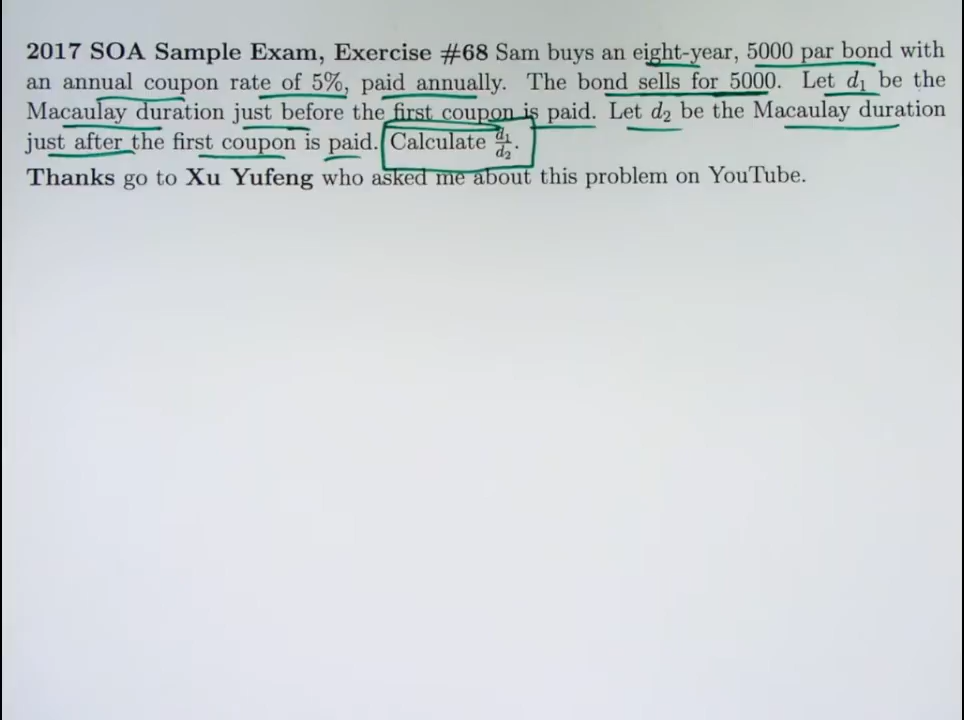 2017 SOA Sample Exam, Exercise #68 Sam buys an eight-year, 5000 par bond with
an annual coupon rate of 5%, paid annually. The bond sells for 5000. Let d₁ be the
Macaulay duration just before the first coupon is paid. Let d₂ be the Macaulay duration
just after the first coupon is paid. Calculate d₁/d₂.
Thanks go to Xu Yufeng who asked me about this problem on YouTube.